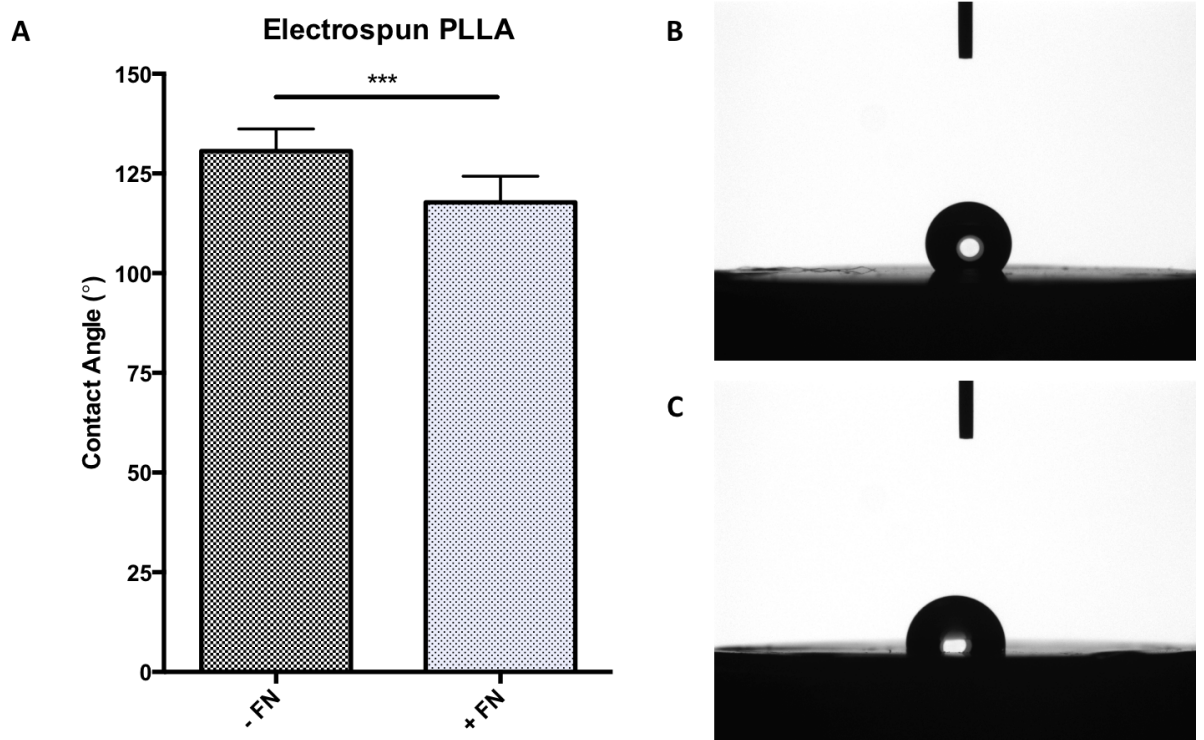 A
Electrospun PLLA
***
150
125
100
75
50
25
0
Contact Angle (°)
- FN
+ FN
B
C